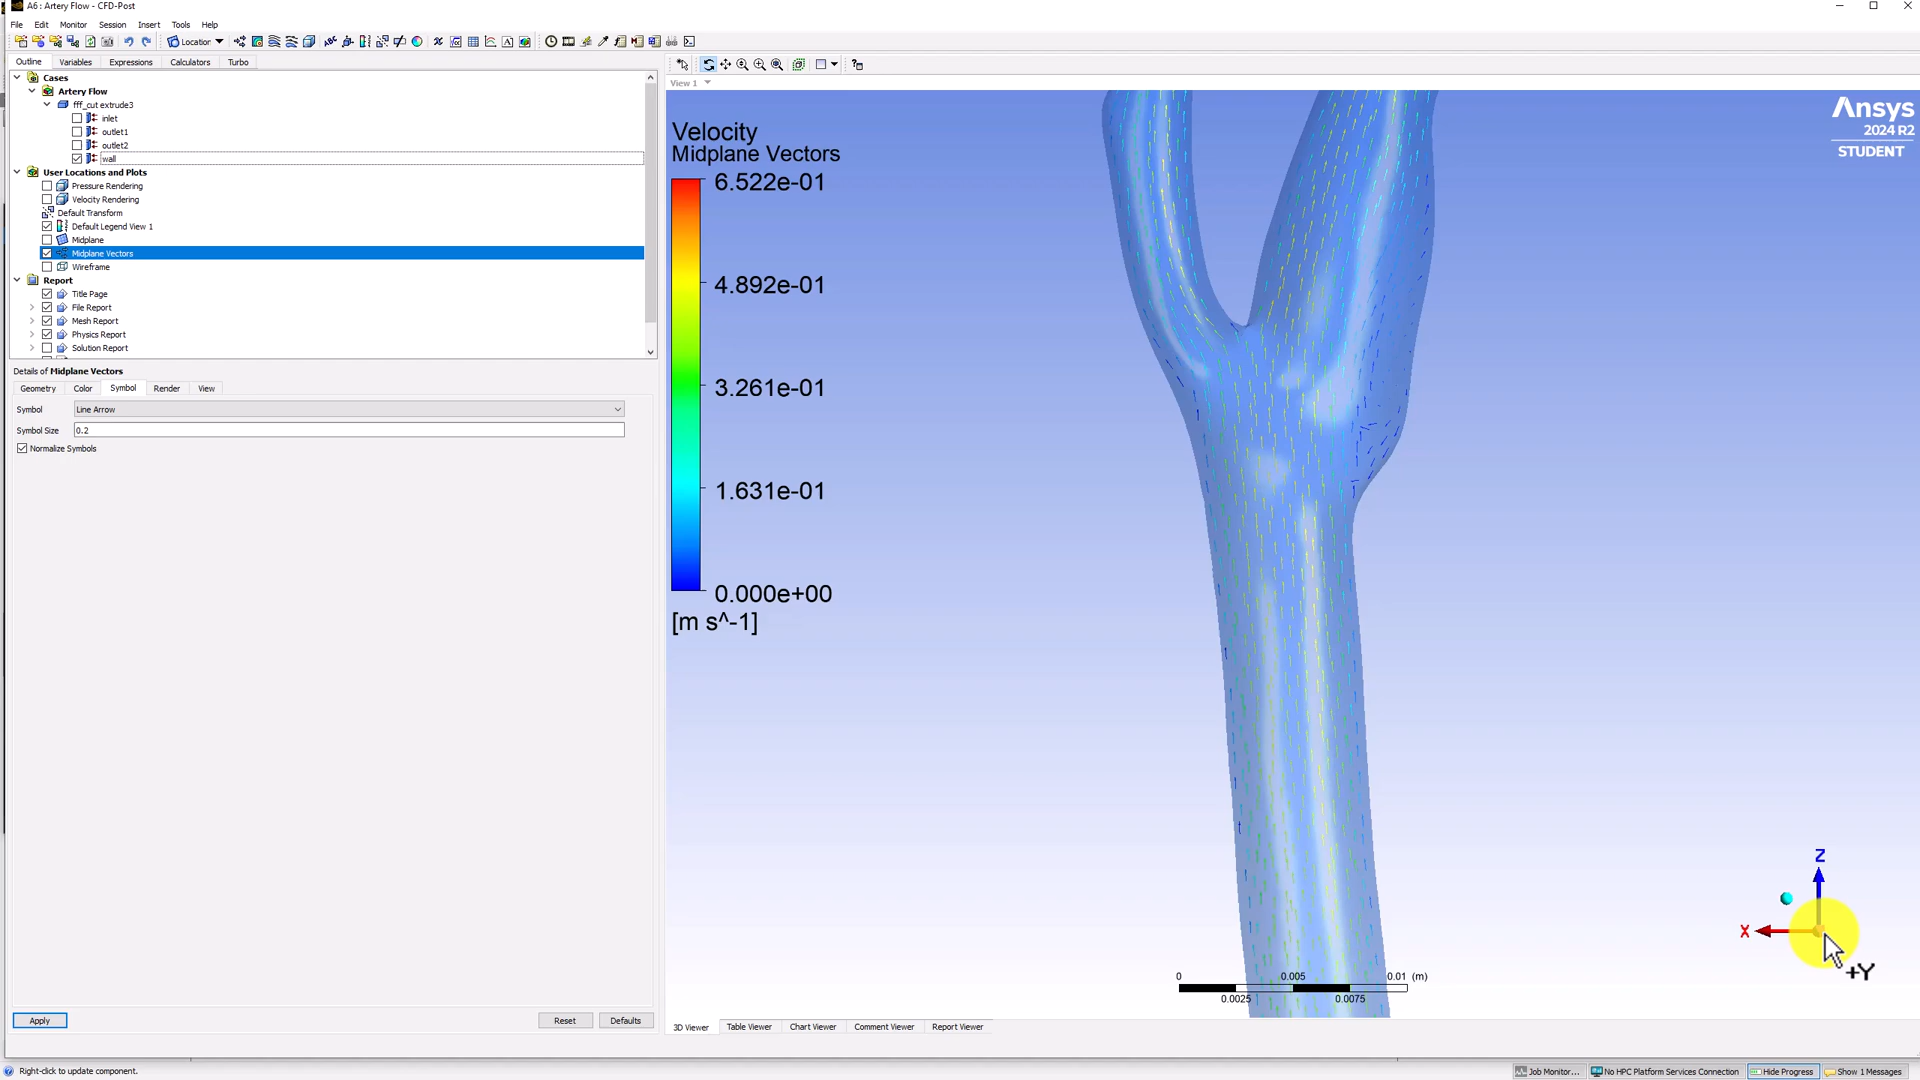 A6 : Artery Flow - CFD-Post
File Edit Monitor Session Insert Tools Help
Location
Outline Variables Expressions Calculators Turbo
Cases
Artery Flow
fff_cut extrude3
inlet
outlet1
outlet2
wall
User Locations and Plots
Pressure Rendering
Velocity Rendering
Default Transform
Default Legend View 1
Midplane
Midplane Vectors
Wireframe
Report
Title Page
File Report
Mesh Report
Physics Report
Solution Report
Details of Midplane Vectors
Geometry Color Symbol Render View
Symbol Line Arrow
Symbol Size 0.2
Normalize Symbols
Apply Reset Defaults
View 1
Velocity
Midplane Vectors
6.522e-01
4.892e-01
3.261e-01
1.631e-01
0.000e+00
[m s^-1]
Ansys
2024 R2
STUDENT
Z
X
+Y
0 0.005 0.01 (m)
0.0025 0.0075
3D Viewer Table Viewer Chart Viewer Comment Viewer Report Viewer
Right-click to update component.
Job Monitor... No HPC Platform Services Connection Hide Progress Show 1 Messages